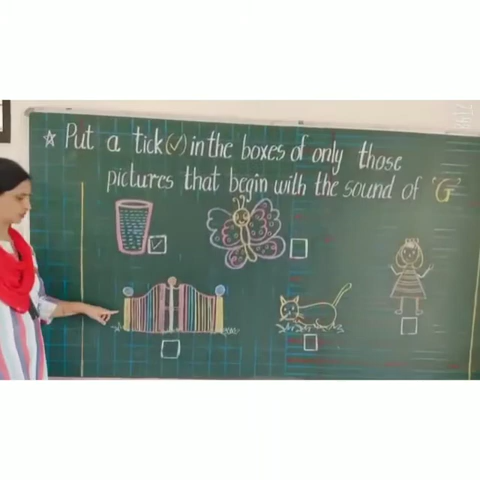 ☆ Put a tick (✓) in the boxes of only those
pictures that begin with the sound of 'G